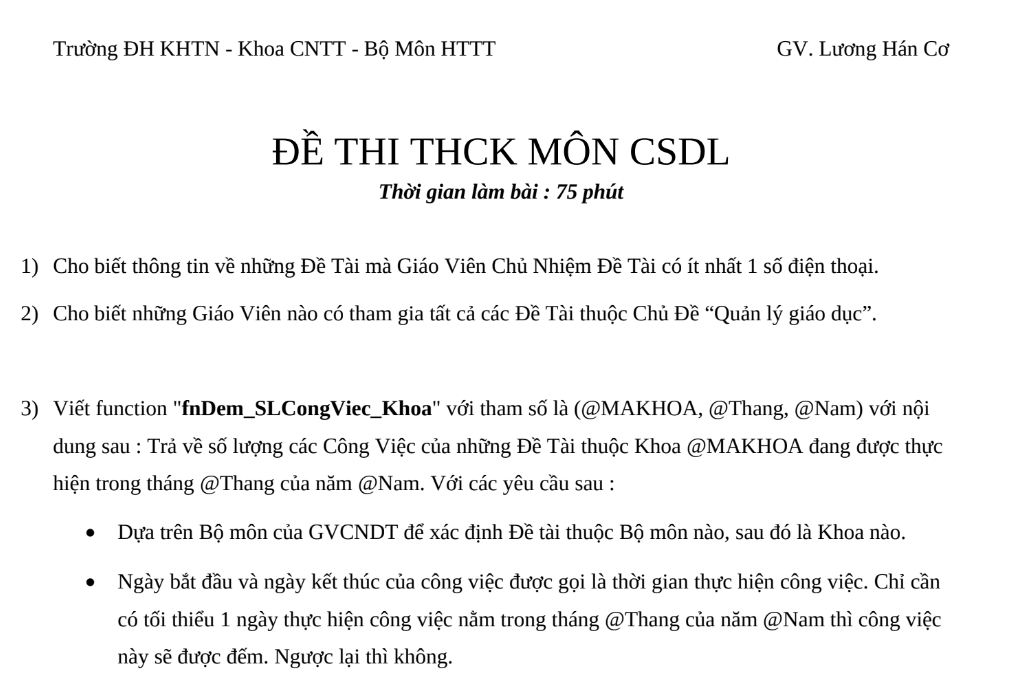 Trường ĐH KHTN - Khoa CNTT - Bộ Môn HTTT GV. Lương Hán Cơ
ĐỀ THI THCK MÔN CSDL
Thời gian làm bài : 75 phút
1) Cho biết thông tin về những Đề Tài mà Giáo Viên Chủ Nhiệm Đề Tài có ít nhất 1 số điện thoại.
2) Cho biết những Giáo Viên nào có tham gia tất cả các Đề Tài thuộc Chủ Đề “Quản lý giáo dục”.
3) Viết function "fnDem_SLCongViec_Khoa" với tham số là (@MAKHOA, @Thang, @Nam) với nội
dung sau : Trả về số lượng các Công Việc của những Đề Tài thuộc Khoa @MAKHOA đang được thực
hiện trong tháng @Thang của năm @Nam. Với các yêu cầu sau :
• Dựa trên Bộ môn của GVCNDT để xác định Đề tài thuộc Bộ môn nào, sau đó là Khoa nào.
• Ngày bắt đầu và ngày kết thúc của công việc được gọi là thời gian thực hiện công việc. Chỉ cần
có tối thiểu 1 ngày thực hiện công việc nằm trong tháng @Thang của năm @Nam thì công việc
này sẽ được đếm. Ngược lại thì không.